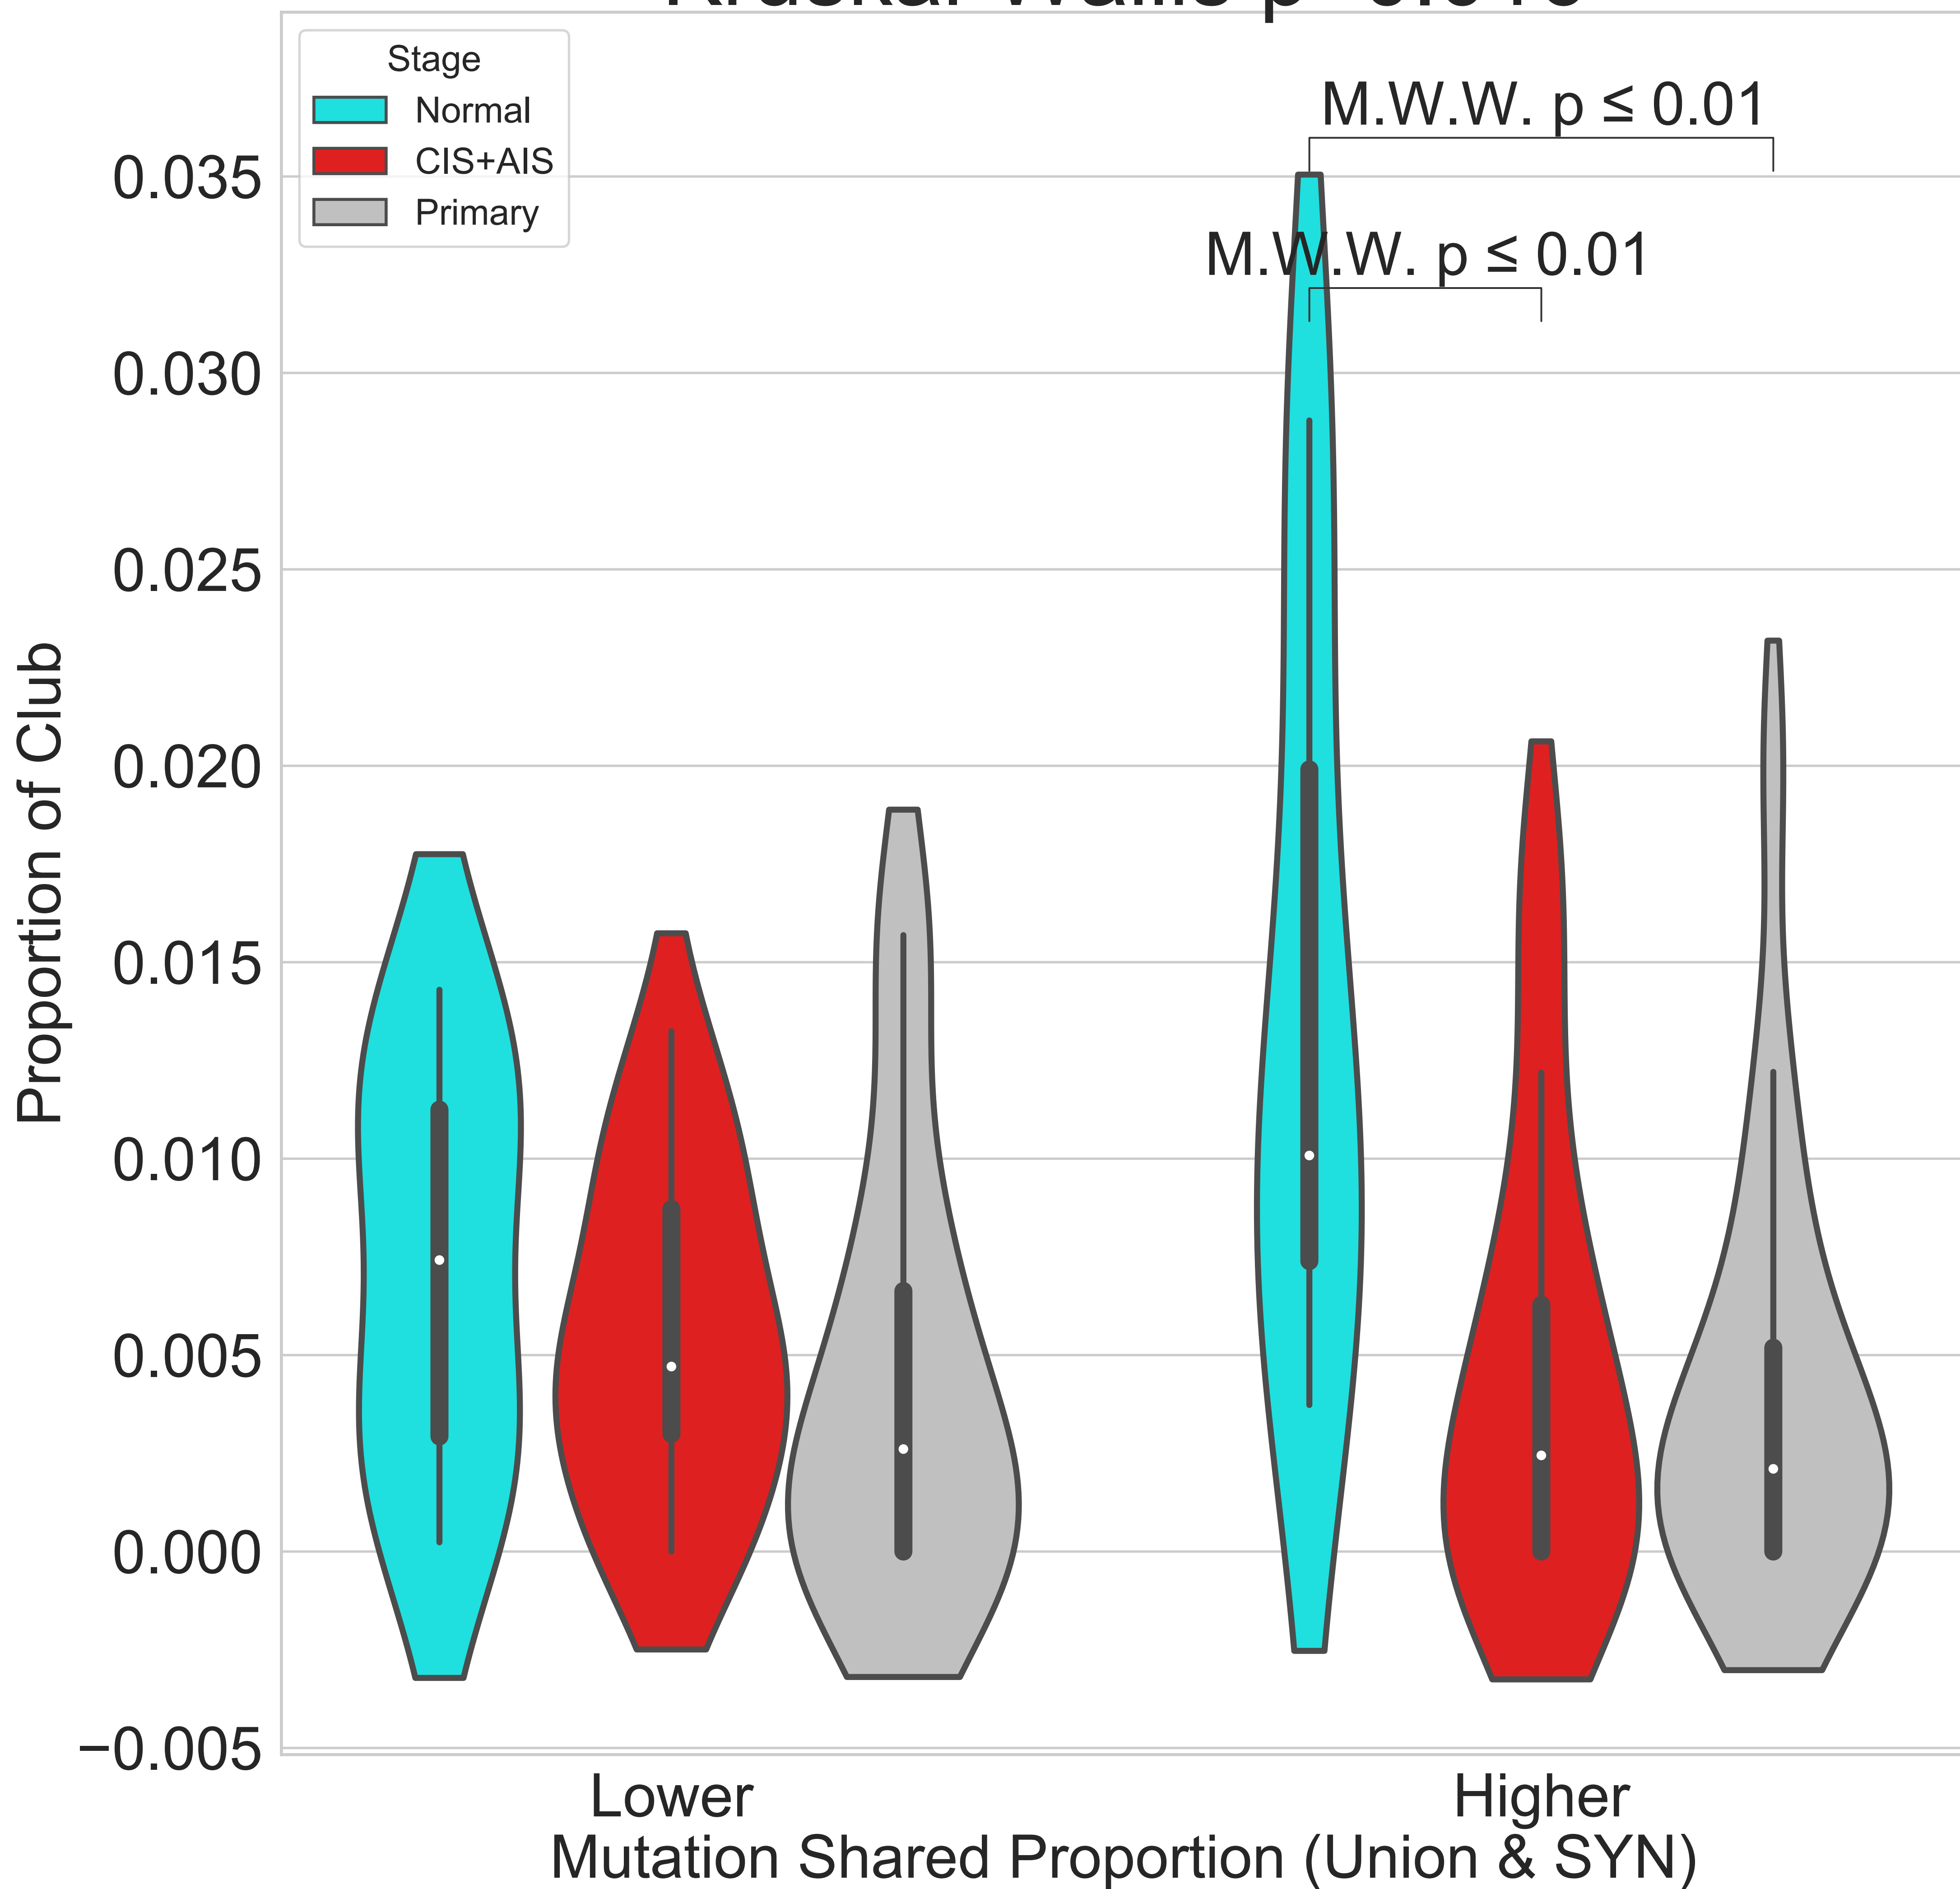 Stage
Normal
CIS+AIS
Primary
M.W.W. p ≤ 0.01
M.W.W. p ≤ 0.01
0.035
0.030
0.025
0.020
0.015
0.010
0.005
0.000
−0.005
Proportion of Club
Lower
Higher
Mutation Shared Proportion (Union & SYN)